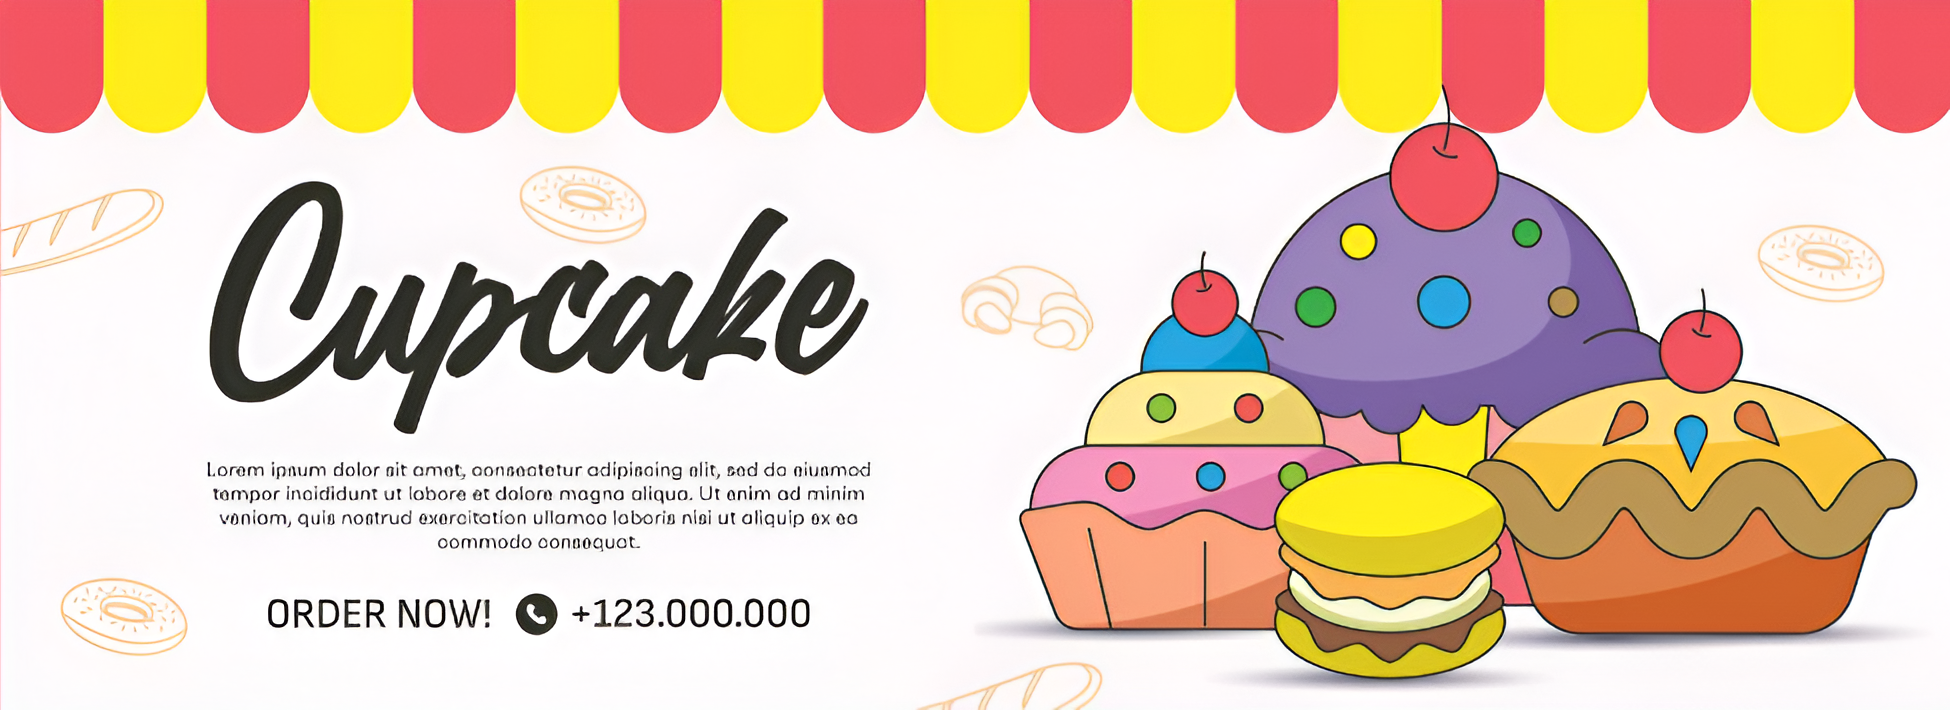 Cupcake
Lorem ipsum dolor sit amet, consectetur adipiscing elit, sed do eiusmod
tempor incididunt ut labore et dolore magna aliqua. Ut enim ad minim
veniam, quis nostrud exercitation ullamco laboris nisi ut aliquip ex ea
commodo consequat.
ORDER NOW! +123.000.000